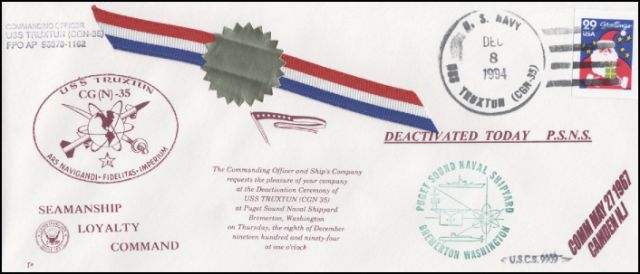 COMMANDING OFFICER
USS TRUXTUN (CGN-35)
FPO AP 96679-1162
U. S. NAVY
DEC
8
1994
USS TRUXTUN (CGN-35)
29
USA
Greetings
USS TRUXTUN
CG(N)-35
ARS NAVIGANDI • FIDELITAS • IMPERIUM
DEACTIVATED TODAY P.S.N.S.
The Commanding Officer and Ship's Company
requests the pleasure of your company
at the Deactivation Ceremony of
USS TRUXTUN (CGN 35)
at Puget Sound Naval Shipyard
Bremerton, Washington
on Thursday, the eighth of December
nineteen hundred and ninety-four
at one o'clock
PUGET SOUND NAVAL SHIPYARD
BREMERTON WASHINGTON
COMM MAY 27 1967
CAMDEN NJ
SEAMANSHIP
LOYALTY
COMMAND
U.S.C.S. 9959